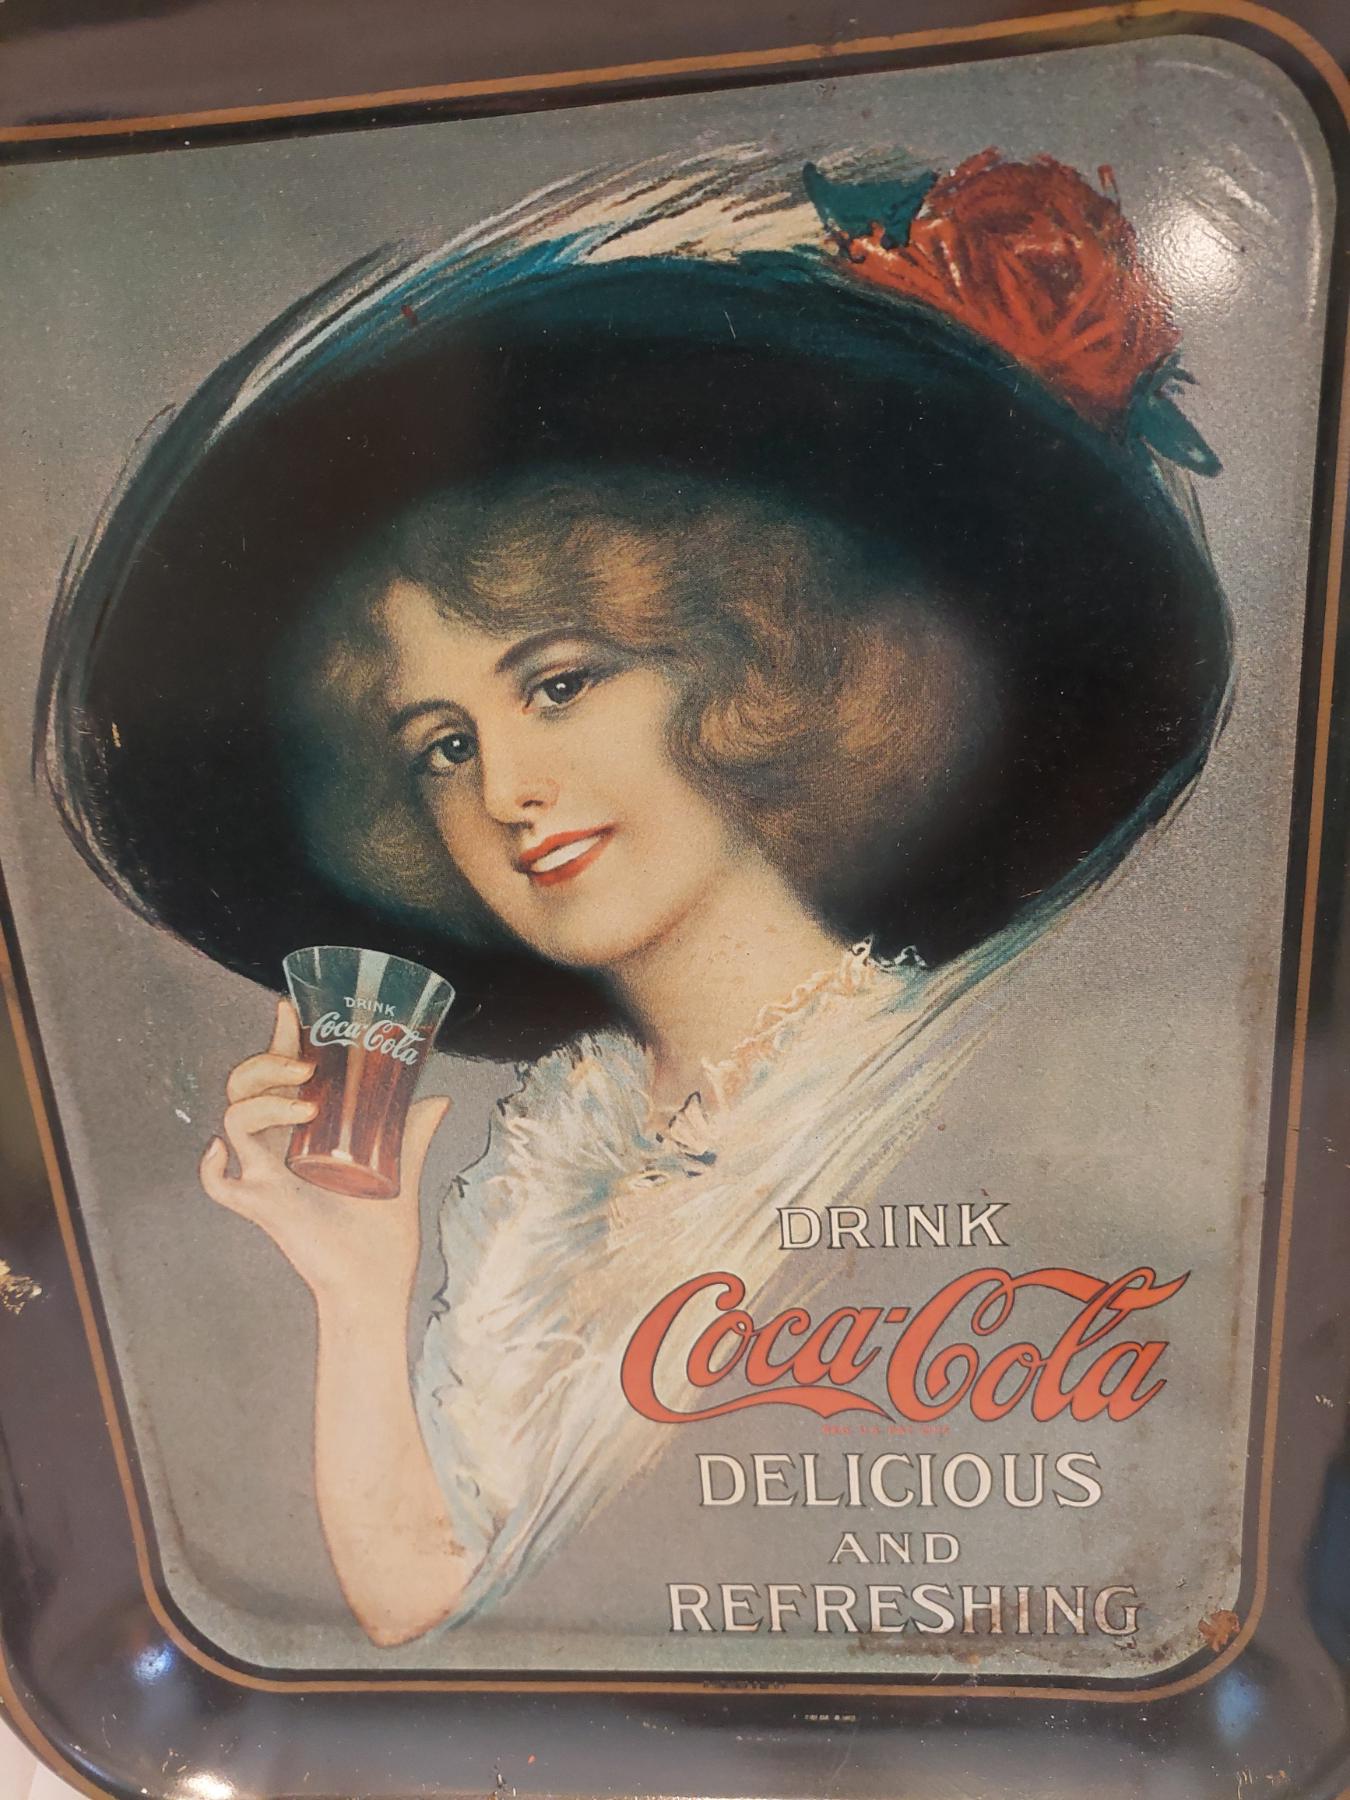 DRINK
Coca-Cola
DRINK
Coca-Cola
DELICIOUS
AND
REFRESHING